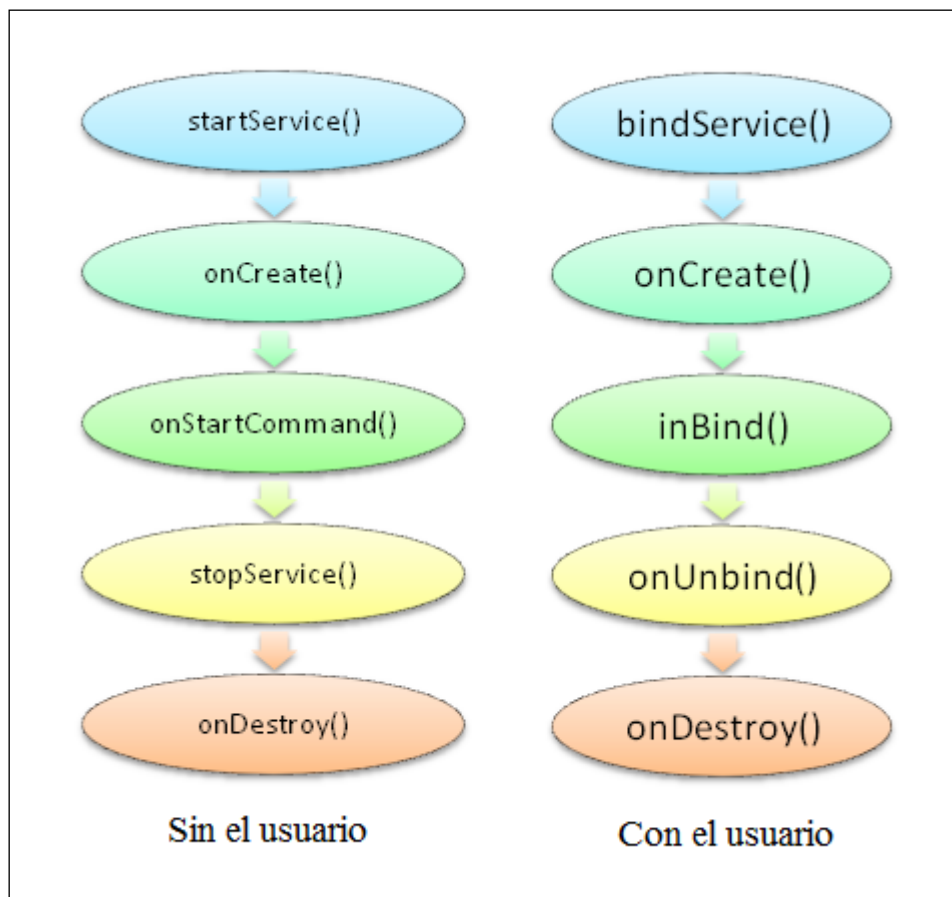 startService()
onCreate()
onStartCommand()
stopService()
onDestroy()
Sin el usuario
bindService()
onCreate()
inBind()
onUnbind()
onDestroy()
Con el usuario